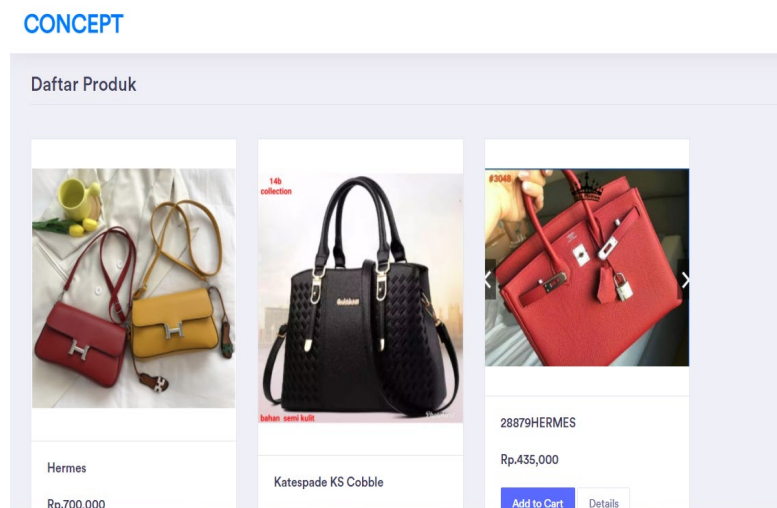 CONCEPT
Daftar Produk
14b
collection
bahan semi kulit
Hermes
Rp.700,000
Katespade KS Cobble
#3048
28879HERMES
Rp.435,000
Add to Cart
Details